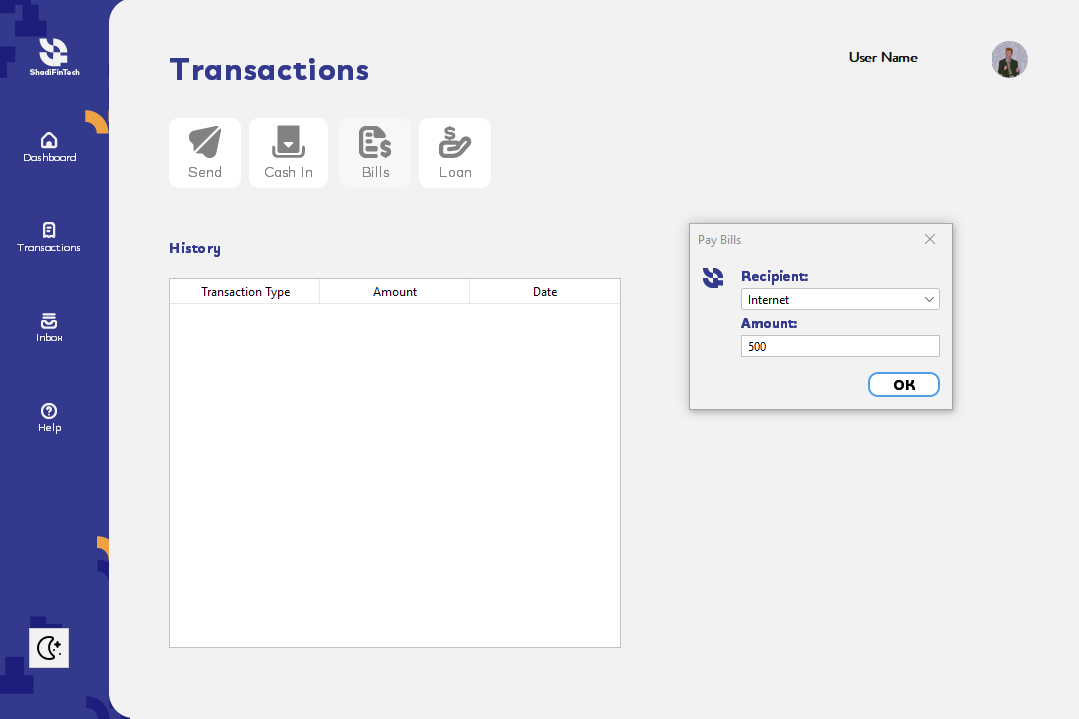 ShadiFinTech
Dashboard
Transactions
Inbox
Help
Transactions
User Name
Send
Cash In
Bills
Loan
History
Transaction Type
Amount
Date
Pay Bills
Recipient:
Internet
Amount:
500
OK